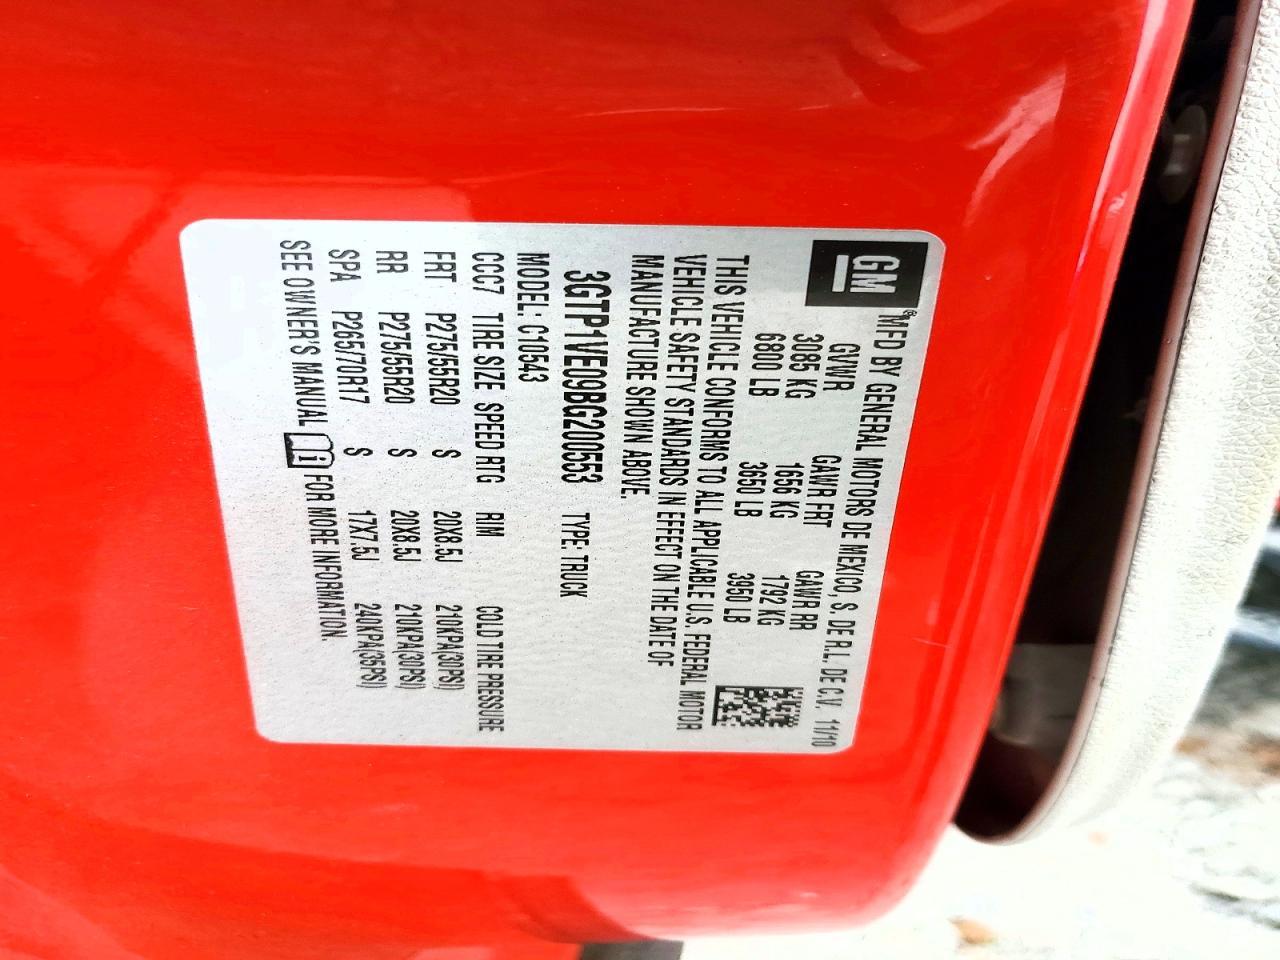 GM
®MFD BY GENERAL MOTORS DE MEXICO, S. DE R.L. DE C.V. 11/10
GVWR GAWR FRT GAWR RR
3085 KG 1656 KG 1792 KG
6800 LB 3650 LB 3950 LB
THIS VEHICLE CONFORMS TO ALL APPLICABLE U.S. FEDERAL MOTOR
VEHICLE SAFETY STANDARDS IN EFFECT ON THE DATE OF
MANUFACTURE SHOWN ABOVE.
3GTP1VE09BG200553 TYPE: TRUCK
MODEL: C10543
CCC7 TIRE SIZE SPEED RTG RIM COLD TIRE PRESSURE
FRT P275/55R20 S 20X8.5J 210KPA(30PSI)
RR P275/55R20 S 20X8.5J 210KPA(30PSI)
SPA P265/70R17 S 17X7.5J 240KPA(35PSI)
SEE OWNER'S MANUAL i FOR MORE INFORMATION